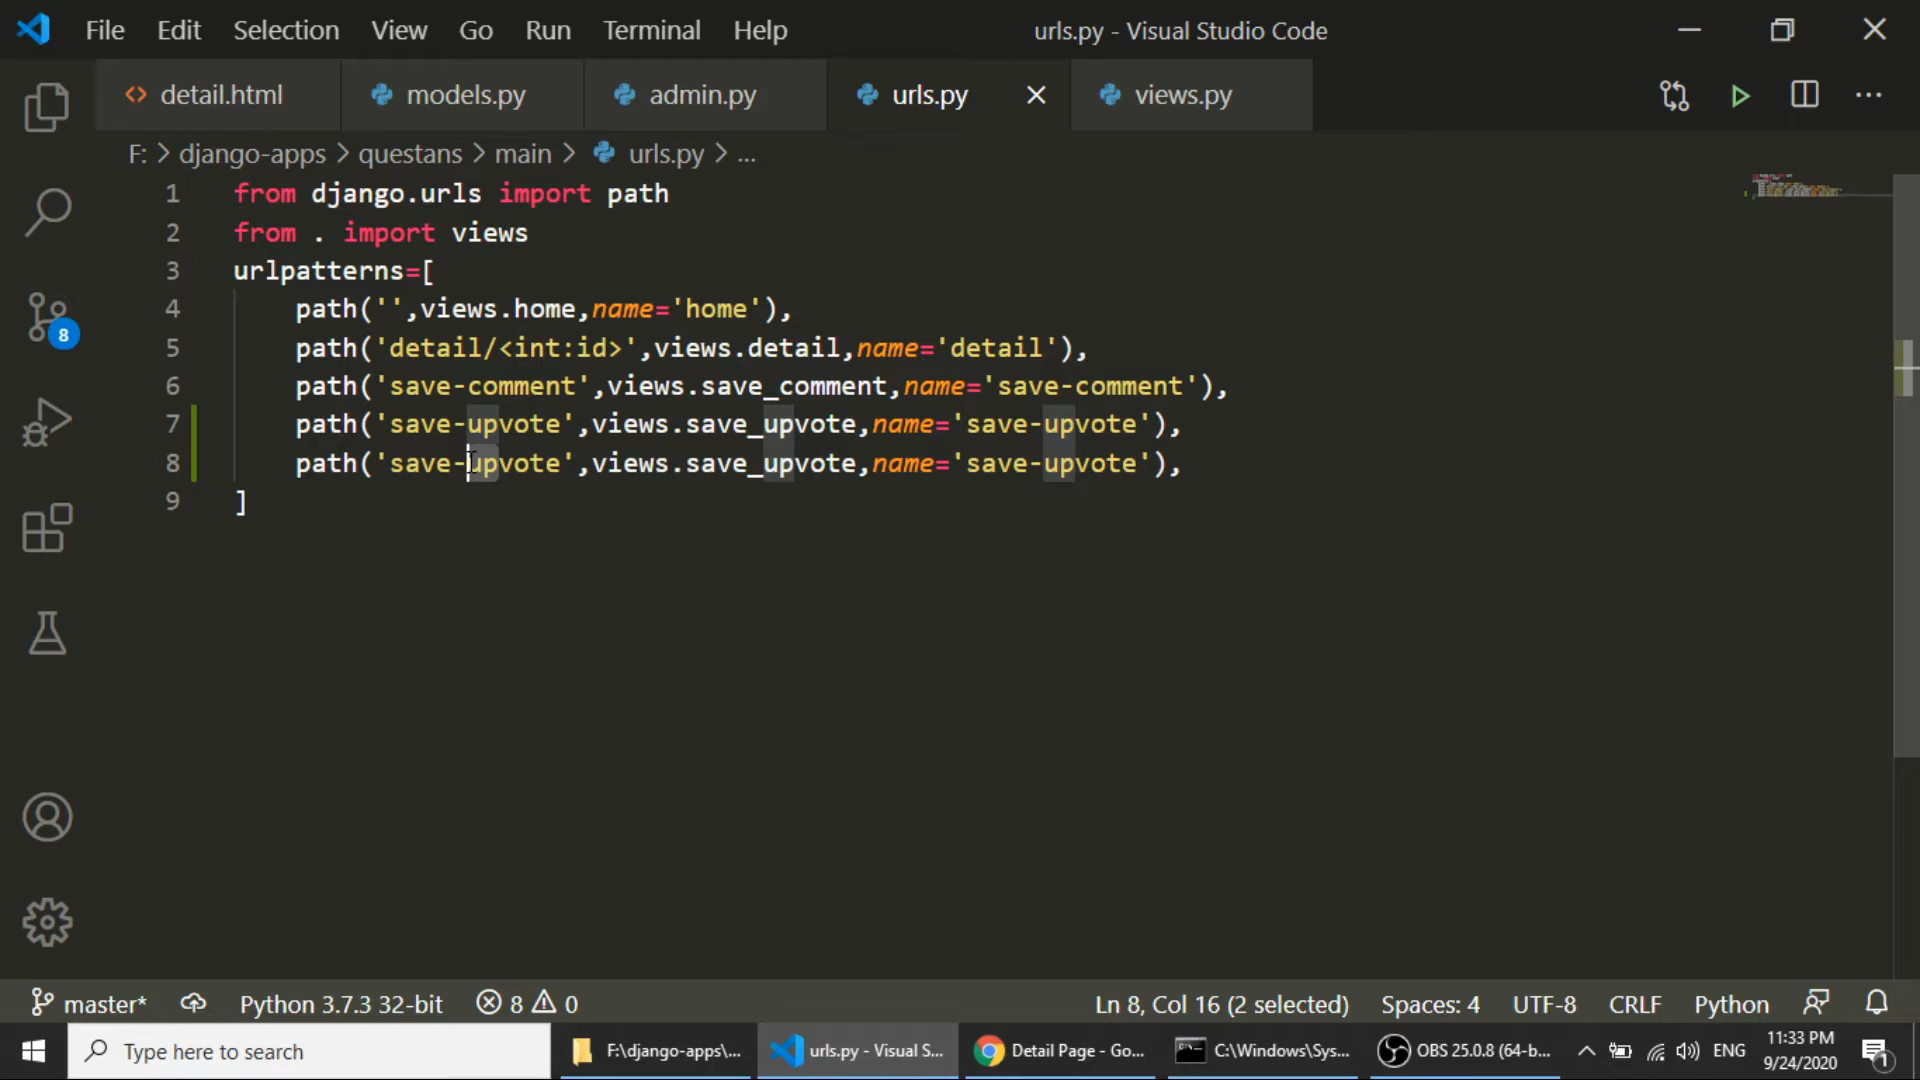 File Edit Selection View Go Run Terminal Help urls.py - Visual Studio Code
detail.html models.py admin.py urls.py views.py
F: > django-apps > questans > main > urls.py > ...
1 from django.urls import path
2 from . import views
3 urlpatterns=[
4 path('',views.home,name='home'),
5 path('detail/<int:id>',views.detail,name='detail'),
6 path('save-comment',views.save_comment,name='save-comment'),
7 path('save-upvote',views.save_upvote,name='save-upvote'),
8 path('save-upvote',views.save_upvote,name='save-upvote'),
9 ]
8
master* Python 3.7.3 32-bit 8 0 Ln 8, Col 16 (2 selected) Spaces: 4 UTF-8 CRLF Python
Type here to search F:\django-apps\... urls.py - Visual S... Detail Page - Go... C:\Windows\Sys... OBS 25.0.8 (64-b... ENG 11:33 PM
9/24/2020 1